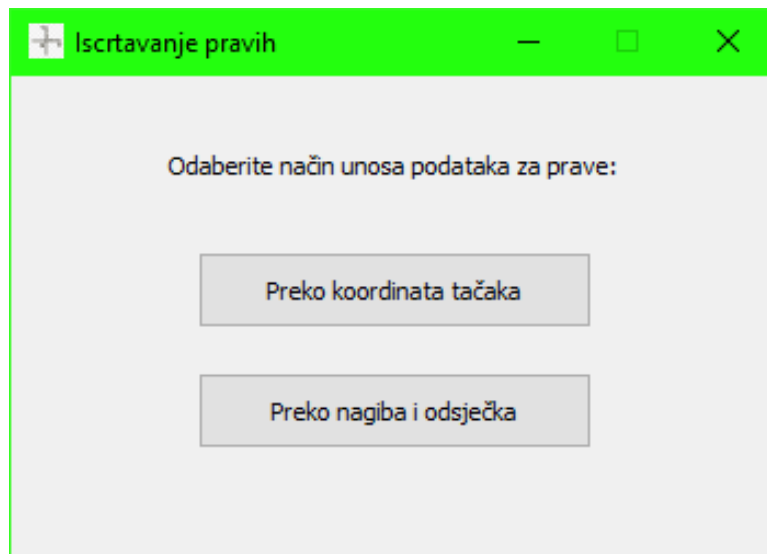 Iscrtavanje pravih
Odaberite način unosa podataka za prave:
Preko koordinata tačaka
Preko nagiba i odsječka